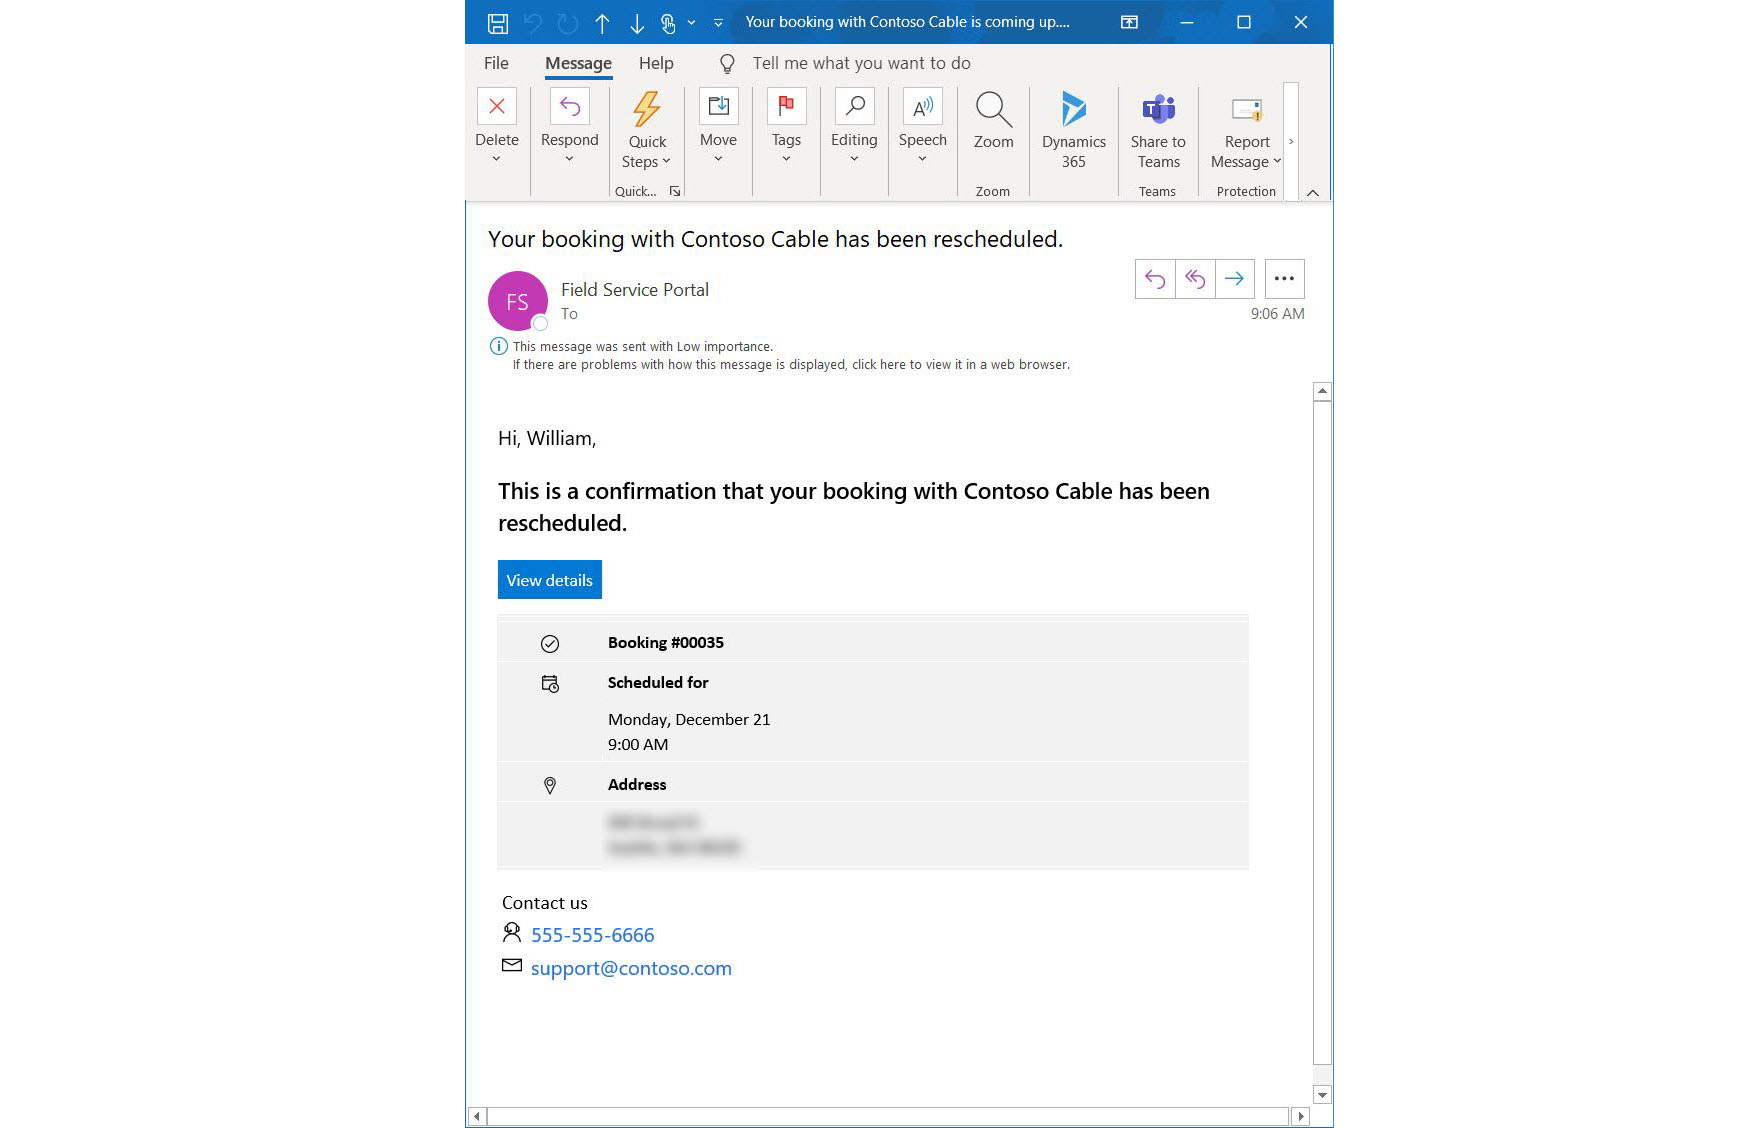 Your booking with Contoso Cable is coming up....
File Message Help Tell me what you want to do
Delete
Respond
Quick Steps
Move
Tags
Editing
Speech
Zoom
Dynamics 365
Share to Teams
Report Message
Quick...
Zoom
Teams
Protection
Your booking with Contoso Cable has been rescheduled.
FS
Field Service Portal
To
9:06 AM
This message was sent with Low importance.
If there are problems with how this message is displayed, click here to view it in a web browser.
Hi, William,
This is a confirmation that your booking with Contoso Cable has been
rescheduled.
View details
Booking #00035
Scheduled for
Monday, December 21
9:00 AM
Address
Contact us
555-555-6666
support@contoso.com